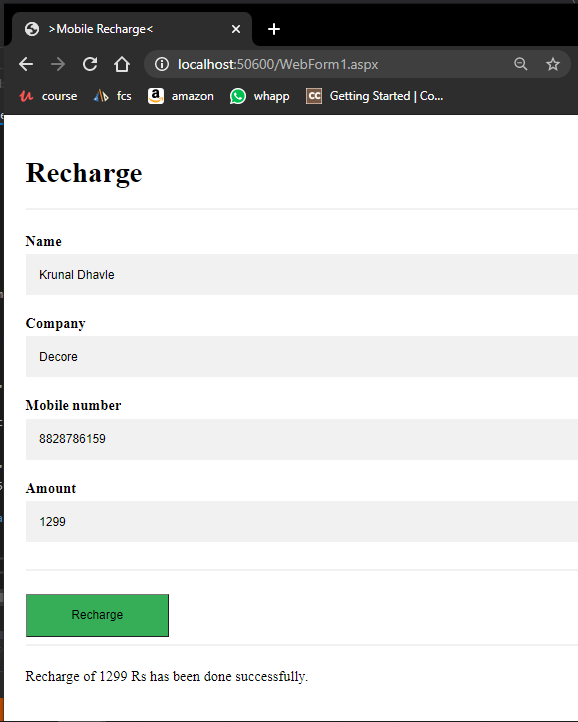 >Mobile Recharge<
localhost:50600/WebForm1.aspx
course fcs a amazon whapp CC Getting Started | Co...
Recharge
Name
Krunal Dhavle
Company
Decore
Mobile number
8828786159
Amount
1299
Recharge
Recharge of 1299 Rs has been done successfully.